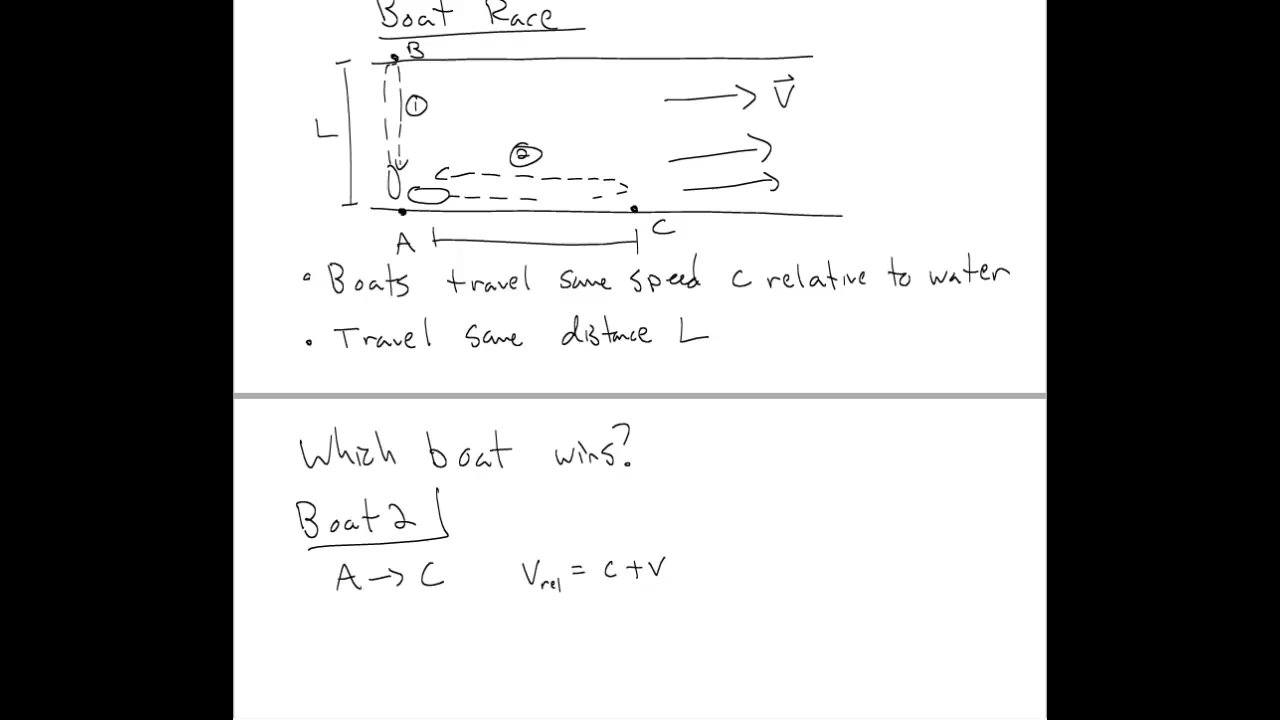 Boat Race
B
①
V
L
②
A
C
• Boats travel same speed c relative to water
• Travel same distance L
Which boat wins?
Boat 2
A → C V_rel = c + v